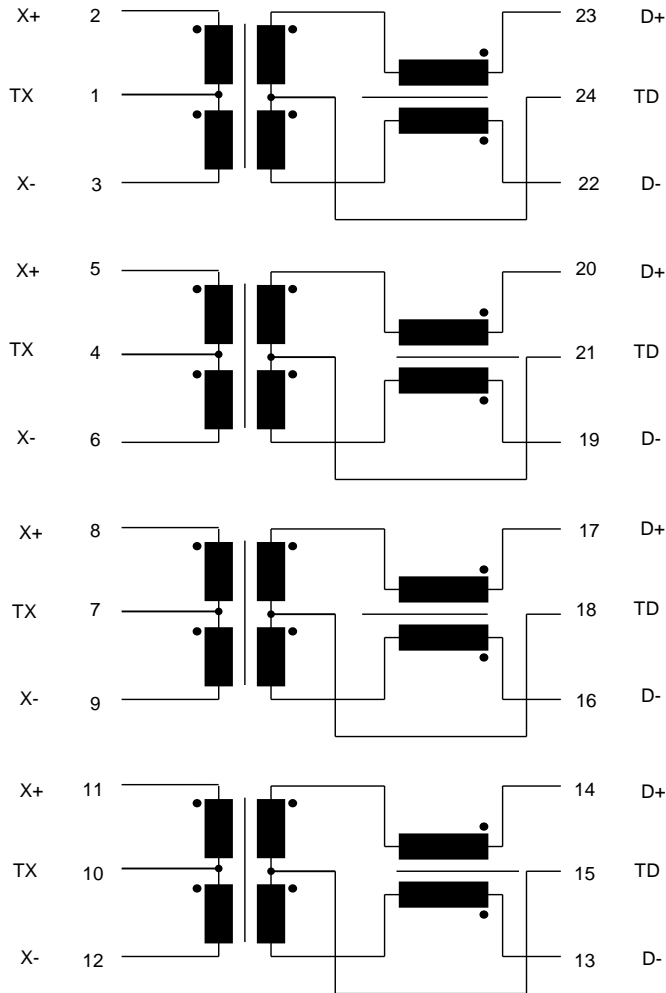 X+ 2 23 D+
TX 1 24 TD
X- 3 22 D-
X+ 5 20 D+
TX 4 21 TD
X- 6 19 D-
X+ 8 17 D+
TX 7 18 TD
X- 9 16 D-
X+ 11 14 D+
TX 10 15 TD
X- 12 13 D-